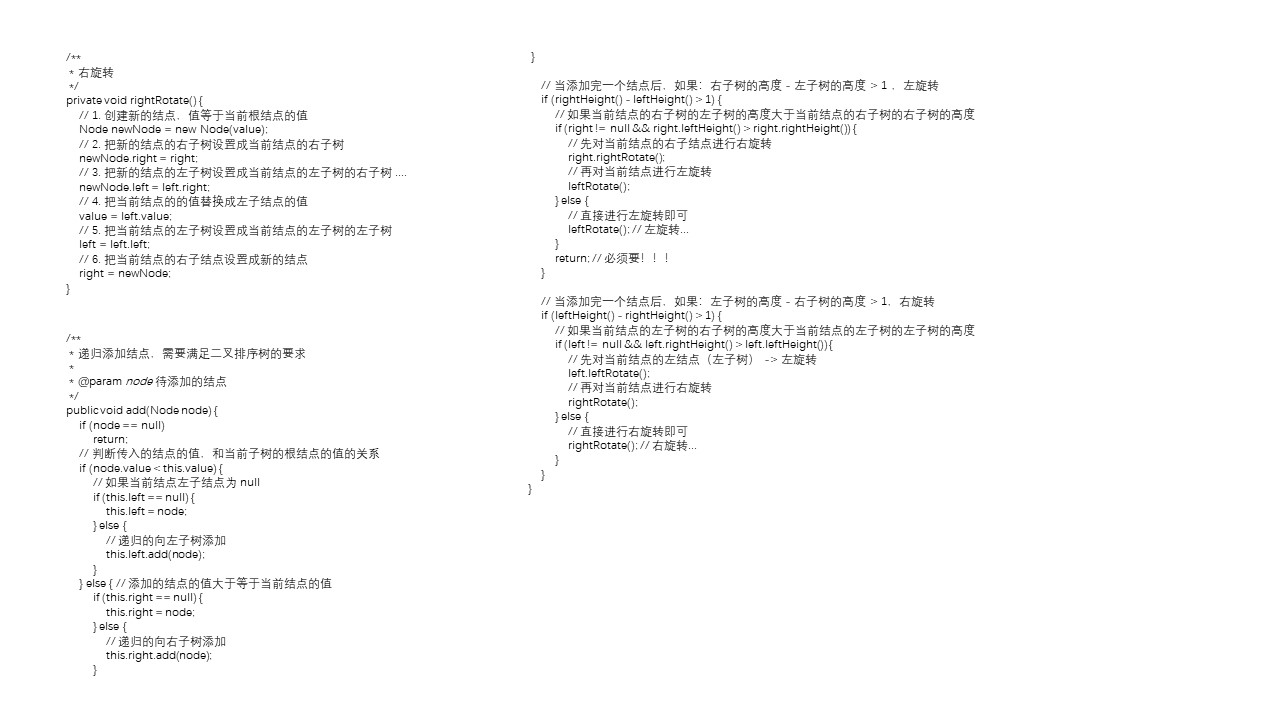 /**
 * 右旋转
 */
private void rightRotate() {
    // 1. 创建新的结点，值等于当前根结点的值
    Node newNode = new Node(value);
    // 2. 把新的结点的右子树设置成当前结点的右子树
    newNode.right = right;
    // 3. 把新的结点的左子树设置成当前结点的左子树的右子树 ....
    newNode.left = left.right;
    // 4. 把当前结点的的值替换成左子结点的值
    value = left.value;
    // 5. 把当前结点的左子树设置成当前结点的左子树的左子树
    left = left.left;
    // 6. 把当前结点的右子结点设置成新的结点
    right = newNode;
}
/**
 * 递归添加结点，需要满足二叉排序树的要求
 *
 * @param node 待添加的结点
 */
public void add(Node node) {
    if (node == null)
        return;
    // 判断传入的结点的值，和当前子树的根结点的值的关系
    if (node.value < this.value) {
        // 如果当前结点左子结点为 null
        if (this.left == null) {
            this.left = node;
        } else {
            // 递归的向左子树添加
            this.left.add(node);
        }
    } else { // 添加的结点的值大于等于当前结点的值
        if (this.right == null) {
            this.right = node;
        } else {
            // 递归的向右子树添加
            this.right.add(node);
        }
    }
    // 当添加完一个结点后，如果：右子树的高度 - 左子树的高度 > 1 ，左旋转
    if (rightHeight() - leftHeight() > 1) {
        // 如果当前结点的右子树的左子树的高度大于当前结点的右子树的右子树的高度
        if (right != null && right.leftHeight() > right.rightHeight()) {
            // 先对当前结点的右子结点进行右旋转
            right.rightRotate();
            // 再对当前结点进行左旋转
            leftRotate();
        } else {
            // 直接进行左旋转即可
            leftRotate(); // 左旋转...
        }
        return; // 必须要！！！
    }
    // 当添加完一个结点后，如果：左子树的高度 - 右子树的高度 > 1，右旋转
    if (leftHeight() - rightHeight() > 1) {
        // 如果当前结点的左子树的右子树的高度大于当前结点的左子树的左子树的高度
        if (left != null && left.rightHeight() > left.leftHeight()) {
            // 先对当前结点的左结点（左子树） -> 左旋转
            left.leftRotate();
            // 再对当前结点进行右旋转
            rightRotate();
        } else {
            // 直接进行右旋转即可
            rightRotate(); // 右旋转...
        }
    }
}